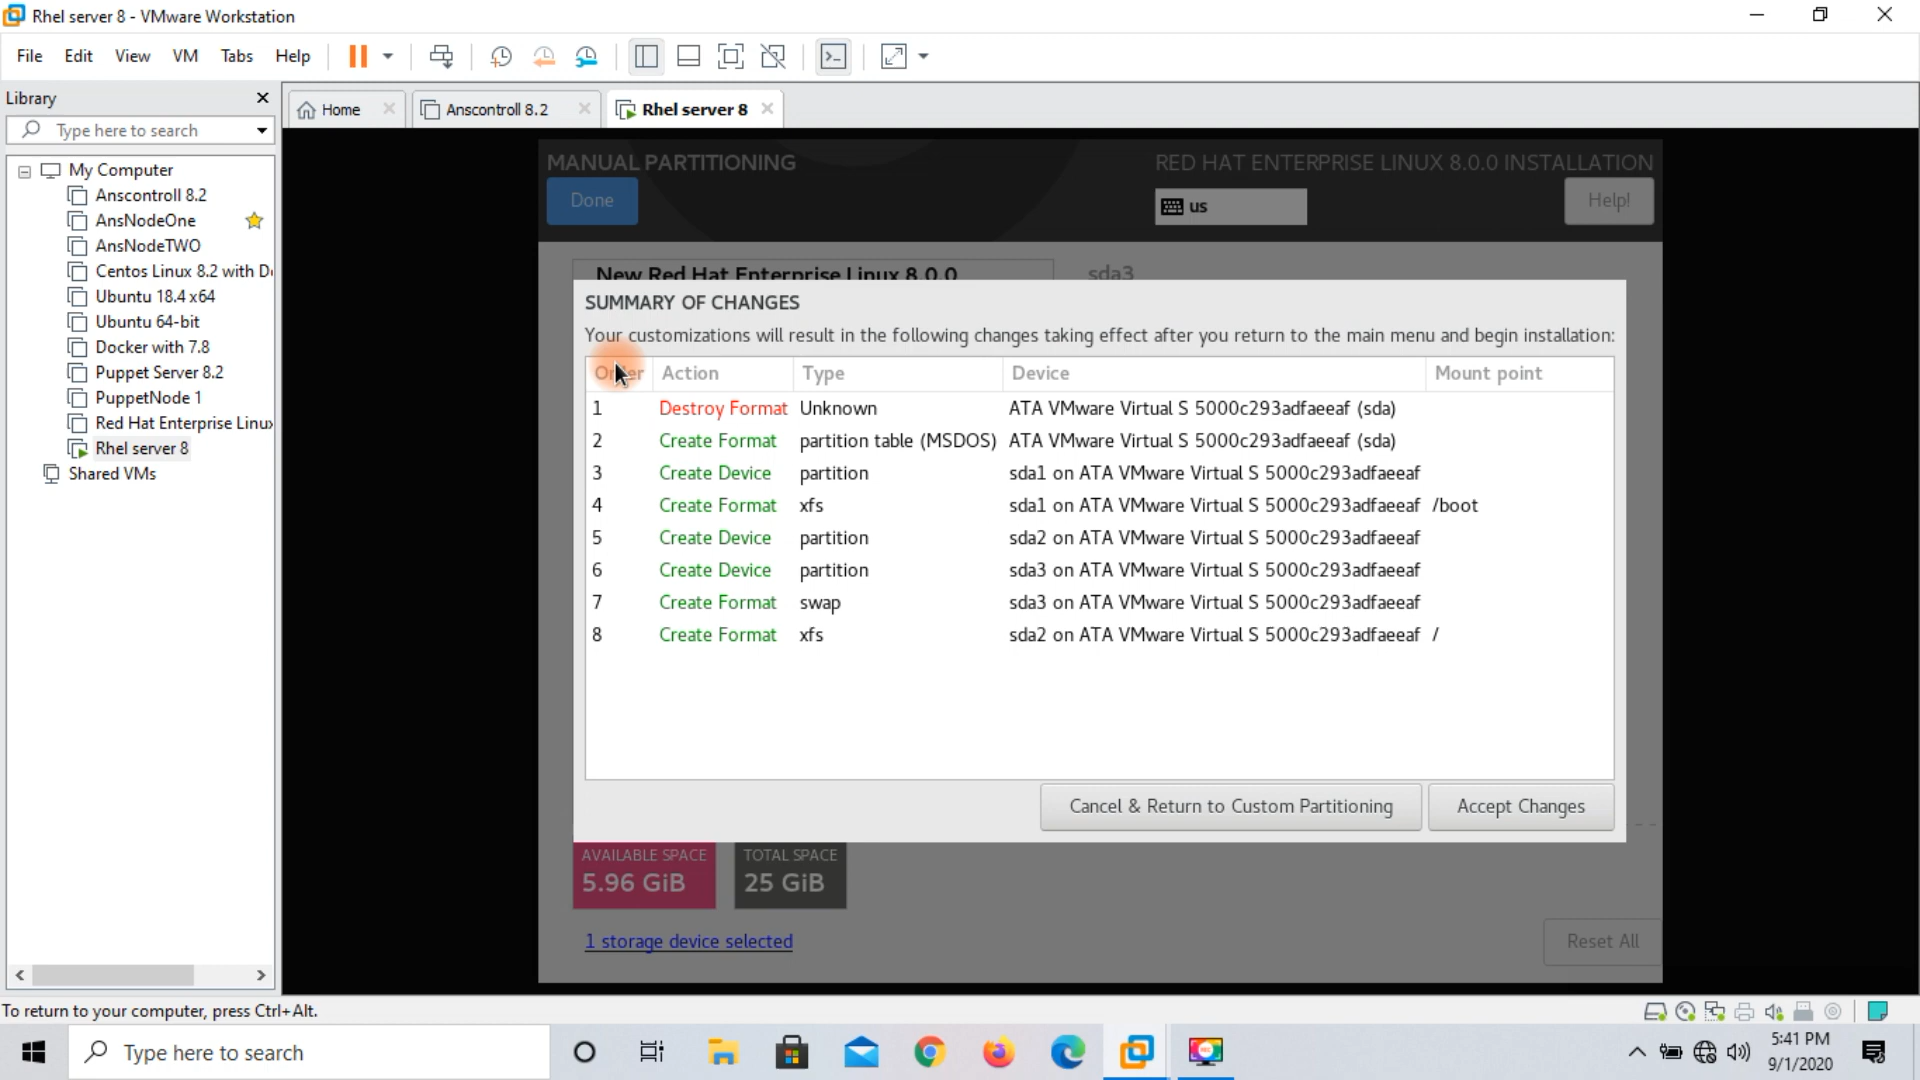 Rhel server 8 - VMware Workstation
File Edit View VM Tabs Help
Library
Type here to search
My Computer
Anscontroll 8.2
AnsNodeOne
AnsNodeTWO
Centos Linux 8.2 with D
Ubuntu 18.4 x64
Ubuntu 64-bit
Docker with 7.8
Puppet Server 8.2
PuppetNode 1
Red Hat Enterprise Linux
Rhel server 8
Shared VMs
Home Anscontroll 8.2 Rhel server 8
MANUAL PARTITIONING RED HAT ENTERPRISE LINUX 8.0.0 INSTALLATION
Done us Help!
New Red Hat Enterprise Linux 8.0.0 sda3
SUMMARY OF CHANGES
Your customizations will result in the following changes taking effect after you return to the main menu and begin installation:
Order Action Type Device Mount point
1 Destroy Format Unknown ATA VMware Virtual S 5000c293adfaeeaf (sda)
2 Create Format partition table (MSDOS) ATA VMware Virtual S 5000c293adfaeeaf (sda)
3 Create Device partition sda1 on ATA VMware Virtual S 5000c293adfaeeaf
4 Create Format xfs sda1 on ATA VMware Virtual S 5000c293adfaeeaf /boot
5 Create Device partition sda2 on ATA VMware Virtual S 5000c293adfaeeaf
6 Create Device partition sda3 on ATA VMware Virtual S 5000c293adfaeeaf
7 Create Format swap sda3 on ATA VMware Virtual S 5000c293adfaeeaf
8 Create Format xfs sda2 on ATA VMware Virtual S 5000c293adfaeeaf /
Cancel & Return to Custom Partitioning Accept Changes
AVAILABLE SPACE TOTAL SPACE
5.96 GiB 25 GiB
1 storage device selected Reset All
To return to your computer, press Ctrl+Alt.
Type here to search
5:41 PM
9/1/2020